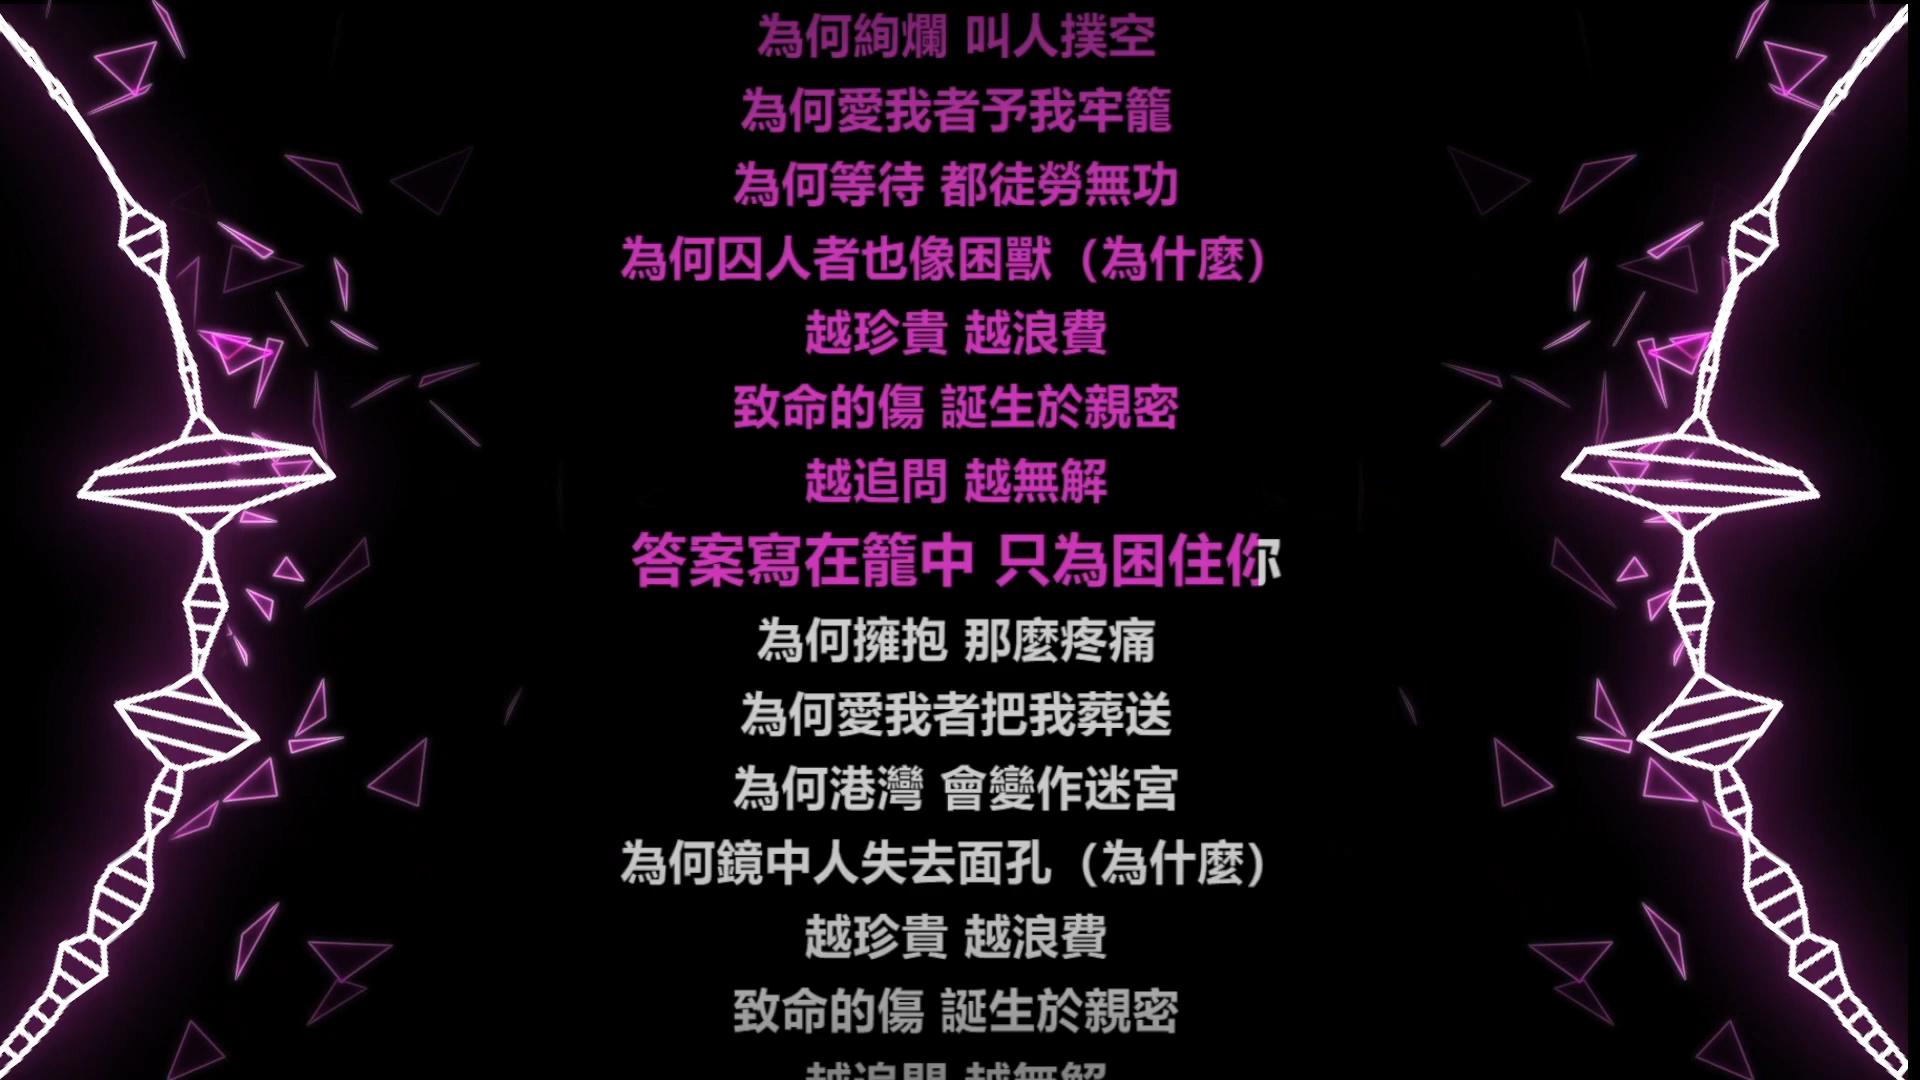 為何絢爛 叫人撲空
為何愛我者予我牢籠
為何等待 都徒勞無功
為何囚人者也像困獸（為什麼）
越珍貴 越浪費
致命的傷 誕生於親密
越追問 越無解
答案寫在籠中 只為困住你
為何擁抱 那麼疼痛
為何愛我者把我葬送
為何港灣 會變作迷宮
為何鏡中人失去面孔（為什麼）
越珍貴 越浪費
致命的傷 誕生於親密
越追問 越無解